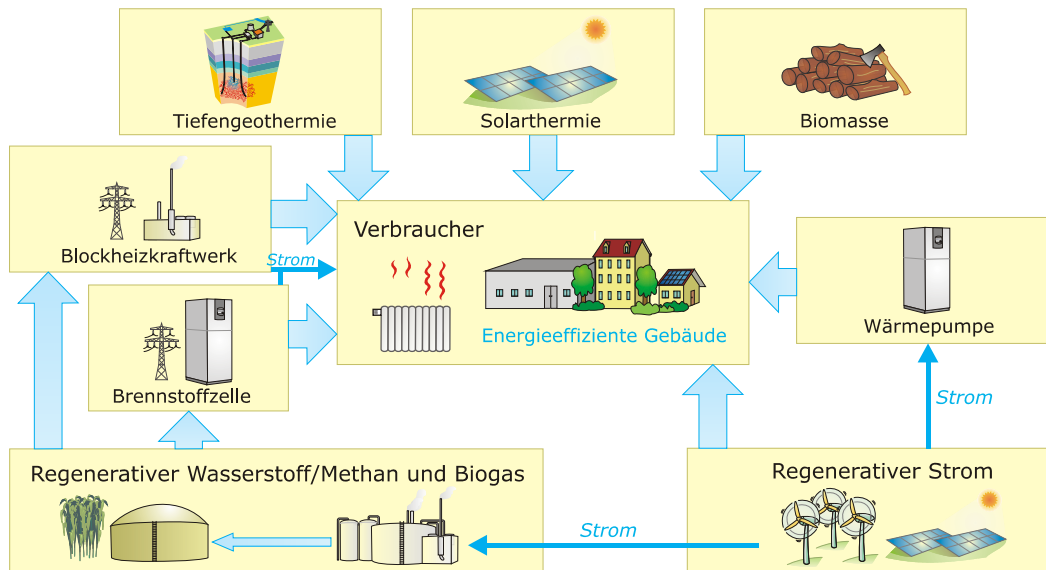 Tiefengeothermie
Solarthermie
Biomasse
Blockheizkraftwerk
Strom
Verbraucher
Energieeffiziente Gebäude
Wärmepumpe
Brennstoffzelle
Strom
Regenerativer Wasserstoff/Methan und Biogas
Regenerativer Strom
Strom